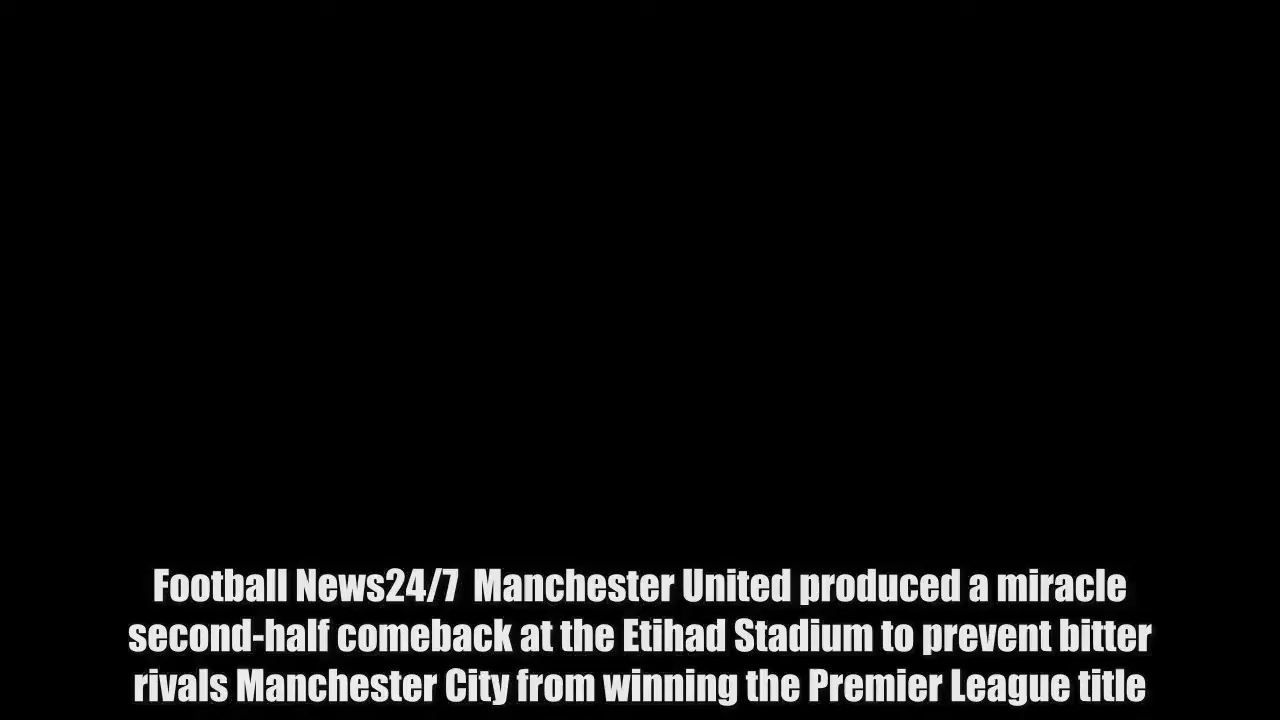 Football News24/7  Manchester United produced a miracle
second-half comeback at the Etihad Stadium to prevent bitter
rivals Manchester City from winning the Premier League title